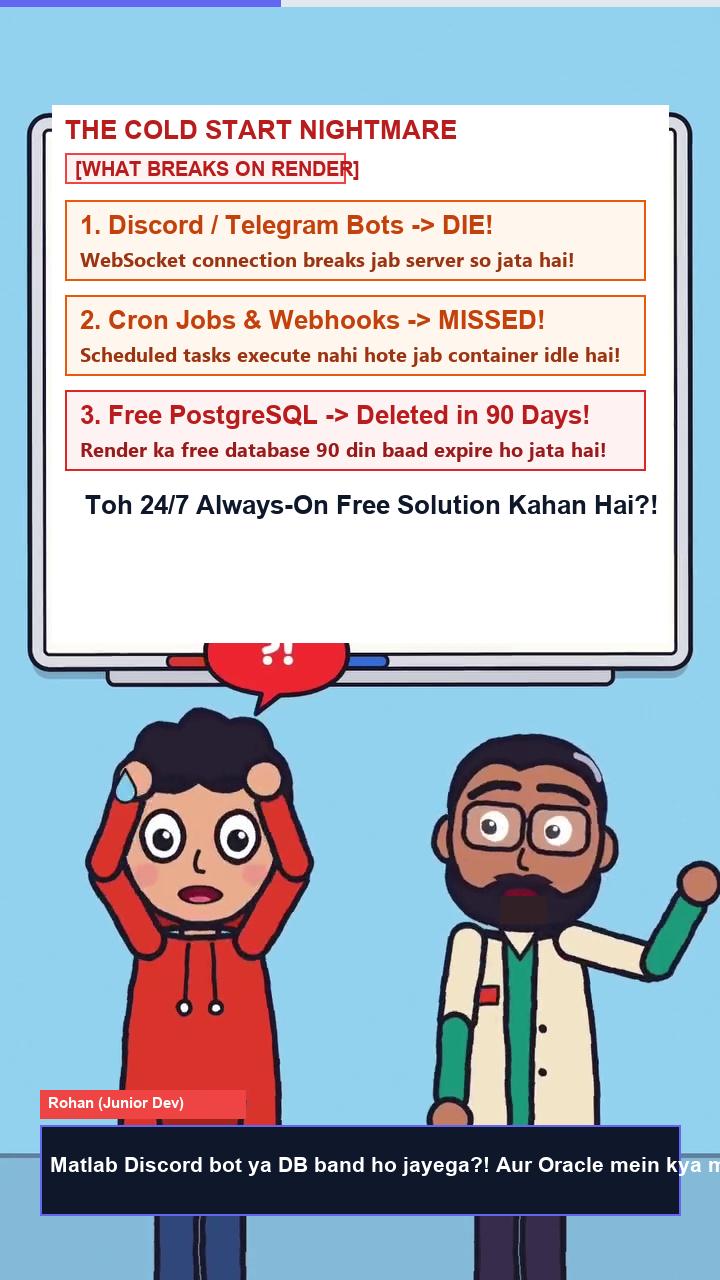 THE COLD START NIGHTMARE
[WHAT BREAKS ON RENDER]
1. Discord / Telegram Bots -> DIE!
WebSocket connection breaks jab server so jata hai!
2. Cron Jobs & Webhooks -> MISSED!
Scheduled tasks execute nahi hote jab container idle hai!
3. Free PostgreSQL -> Deleted in 90 Days!
Render ka free database 90 din baad expire ho jata hai!
Toh 24/7 Always-On Free Solution Kahan Hai?!
?!
Rohan (Junior Dev)
Matlab Discord bot ya DB band ho jayega?! Aur Oracle mein kya